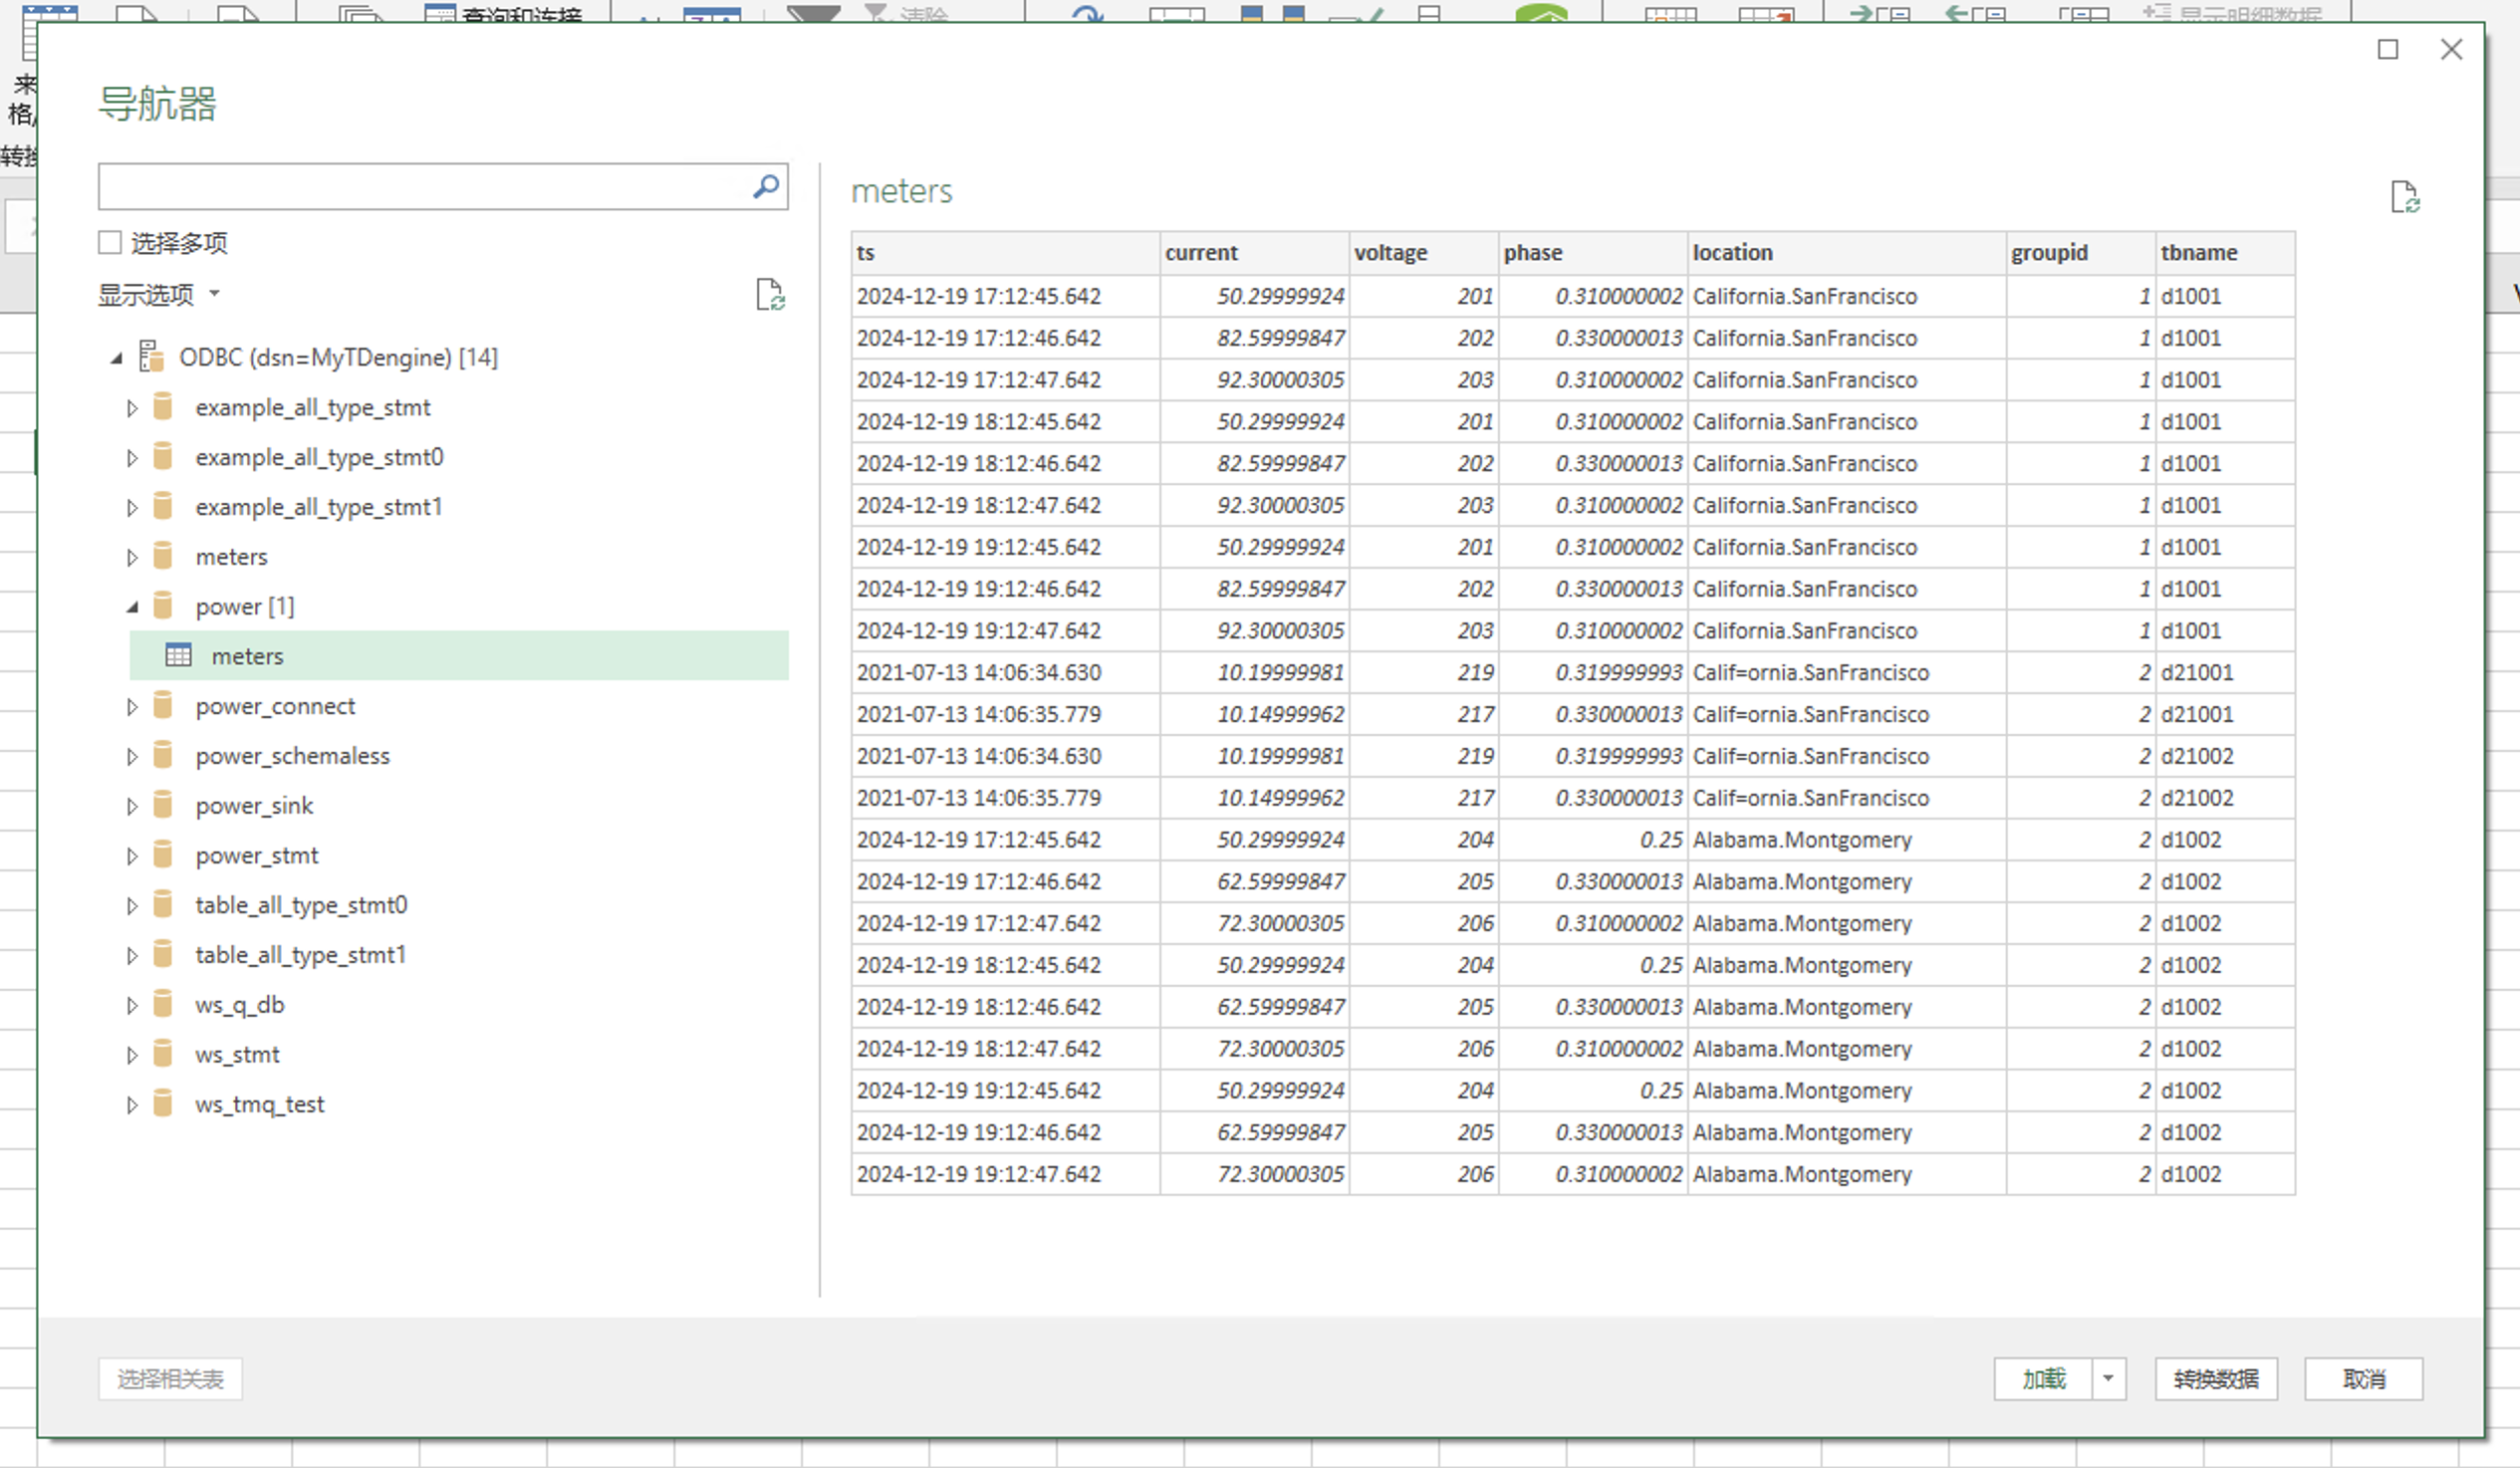 查询和连接
清除
显示明细数据
来
格/
转换
导航器
选择多项
显示选项
ODBC (dsn=MyTDengine) [14]
example_all_type_stmt
example_all_type_stmt0
example_all_type_stmt1
meters
power [1]
meters
power_connect
power_schemaless
power_sink
power_stmt
table_all_type_stmt0
table_all_type_stmt1
ws_q_db
ws_stmt
ws_tmq_test
meters
ts current voltage phase location groupid tbname
2024-12-19 17:12:45.642 50.29999924 201 0.310000002 California.SanFrancisco 1 d1001
2024-12-19 17:12:46.642 82.59999847 202 0.330000013 California.SanFrancisco 1 d1001
2024-12-19 17:12:47.642 92.30000305 203 0.310000002 California.SanFrancisco 1 d1001
2024-12-19 18:12:45.642 50.29999924 201 0.310000002 California.SanFrancisco 1 d1001
2024-12-19 18:12:46.642 82.59999847 202 0.330000013 California.SanFrancisco 1 d1001
2024-12-19 18:12:47.642 92.30000305 203 0.310000002 California.SanFrancisco 1 d1001
2024-12-19 19:12:45.642 50.29999924 201 0.310000002 California.SanFrancisco 1 d1001
2024-12-19 19:12:46.642 82.59999847 202 0.330000013 California.SanFrancisco 1 d1001
2024-12-19 19:12:47.642 92.30000305 203 0.310000002 California.SanFrancisco 1 d1001
2021-07-13 14:06:34.630 10.19999981 219 0.319999993 Calif=ornia.SanFrancisco 2 d21001
2021-07-13 14:06:35.779 10.14999962 217 0.330000013 Calif=ornia.SanFrancisco 2 d21001
2021-07-13 14:06:34.630 10.19999981 219 0.319999993 Calif=ornia.SanFrancisco 2 d21002
2021-07-13 14:06:35.779 10.14999962 217 0.330000013 Calif=ornia.SanFrancisco 2 d21002
2024-12-19 17:12:45.642 50.29999924 204 0.25 Alabama.Montgomery 2 d1002
2024-12-19 17:12:46.642 62.59999847 205 0.330000013 Alabama.Montgomery 2 d1002
2024-12-19 17:12:47.642 72.30000305 206 0.310000002 Alabama.Montgomery 2 d1002
2024-12-19 18:12:45.642 50.29999924 204 0.25 Alabama.Montgomery 2 d1002
2024-12-19 18:12:46.642 62.59999847 205 0.330000013 Alabama.Montgomery 2 d1002
2024-12-19 18:12:47.642 72.30000305 206 0.310000002 Alabama.Montgomery 2 d1002
2024-12-19 19:12:45.642 50.29999924 204 0.25 Alabama.Montgomery 2 d1002
2024-12-19 19:12:46.642 62.59999847 205 0.330000013 Alabama.Montgomery 2 d1002
2024-12-19 19:12:47.642 72.30000305 206 0.310000002 Alabama.Montgomery 2 d1002
选择相关表
加载
转换数据
取消